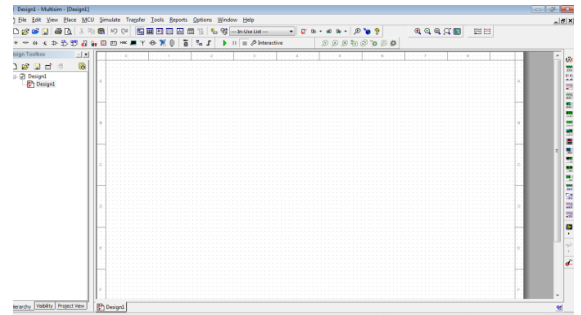 Design1 - Multisim - [Design1]
File Edit View Place MCU Simulate Transfer Tools Reports Options Window Help
--- In-Use List ---
Interactive
Design Toolbox
Design1
Design1
Hierarchy Visibility Project View
Design1